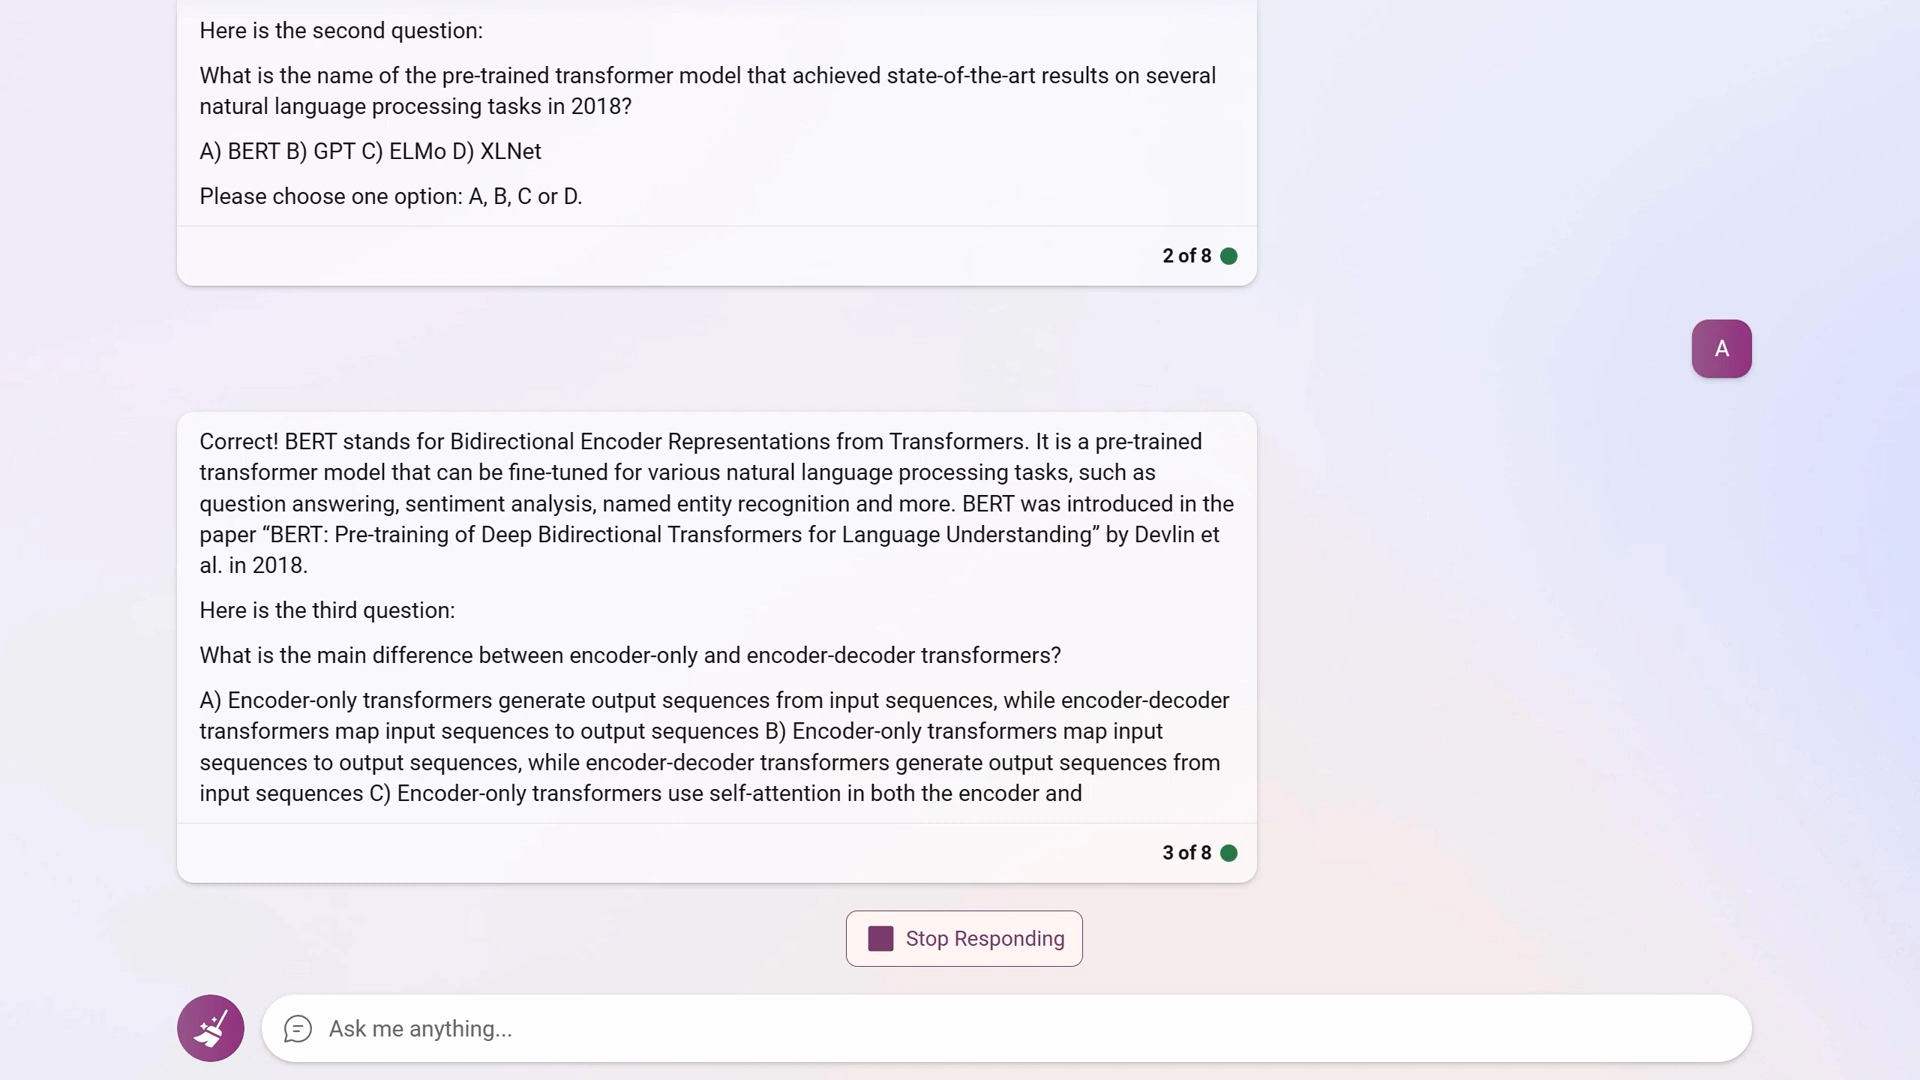 Here is the second question:
What is the name of the pre-trained transformer model that achieved state-of-the-art results on several
natural language processing tasks in 2018?
A) BERT B) GPT C) ELMo D) XLNet
Please choose one option: A, B, C or D.
2 of 8
A
Correct! BERT stands for Bidirectional Encoder Representations from Transformers. It is a pre-trained
transformer model that can be fine-tuned for various natural language processing tasks, such as
question answering, sentiment analysis, named entity recognition and more. BERT was introduced in the
paper “BERT: Pre-training of Deep Bidirectional Transformers for Language Understanding” by Devlin et
al. in 2018.
Here is the third question:
What is the main difference between encoder-only and encoder-decoder transformers?
A) Encoder-only transformers generate output sequences from input sequences, while encoder-decoder
transformers map input sequences to output sequences B) Encoder-only transformers map input
sequences to output sequences, while encoder-decoder transformers generate output sequences from
input sequences C) Encoder-only transformers use self-attention in both the encoder and
3 of 8
Stop Responding
Ask me anything...